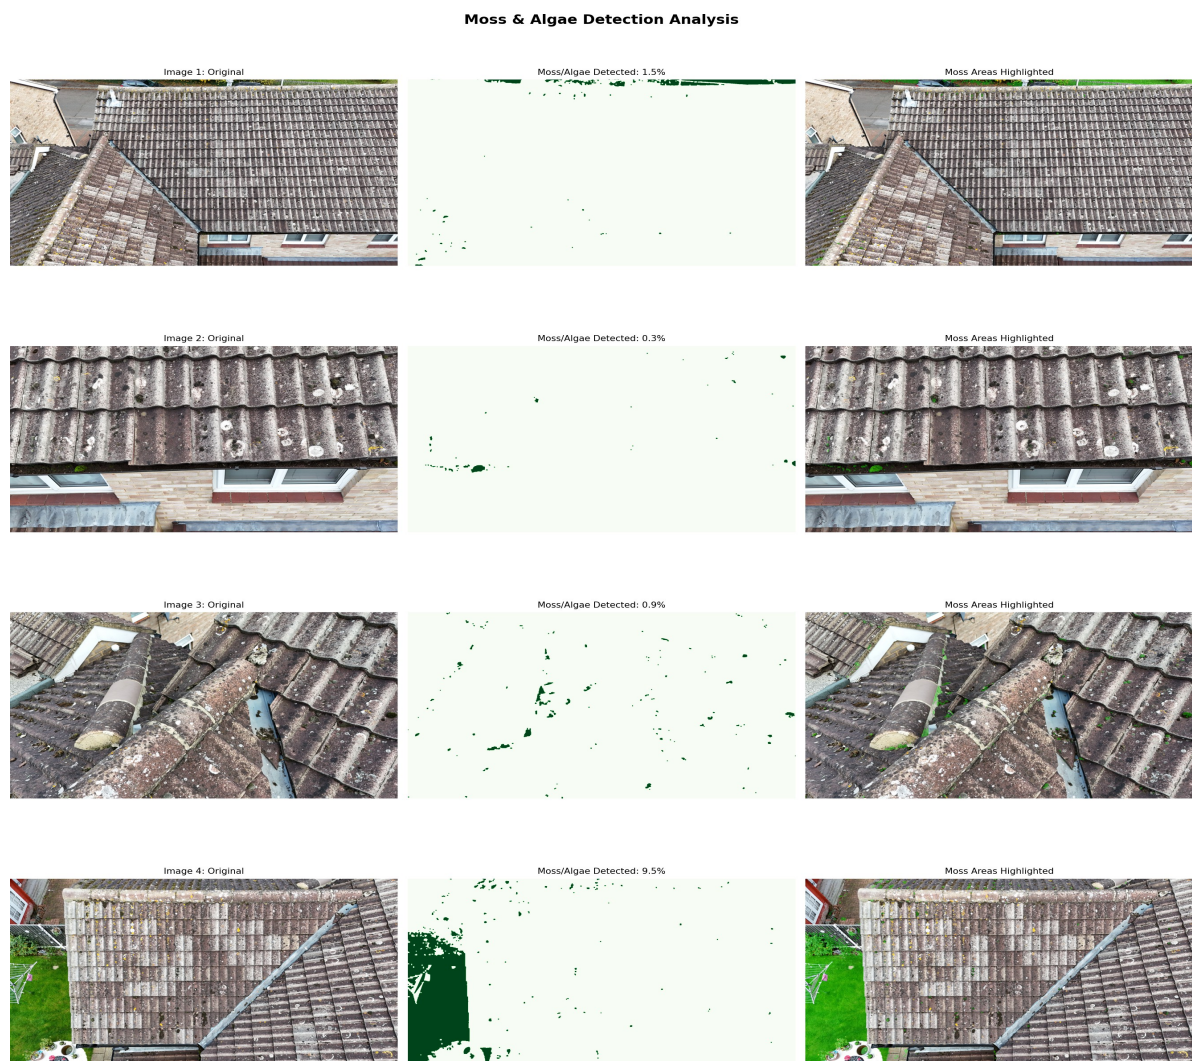 Moss & Algae Detection Analysis
Image 1: Original
Moss/Algae Detected: 1.5%
Moss Areas Highlighted
Image 2: Original
Moss/Algae Detected: 0.3%
Moss Areas Highlighted
Image 3: Original
Moss/Algae Detected: 0.9%
Moss Areas Highlighted
Image 4: Original
Moss/Algae Detected: 9.5%
Moss Areas Highlighted